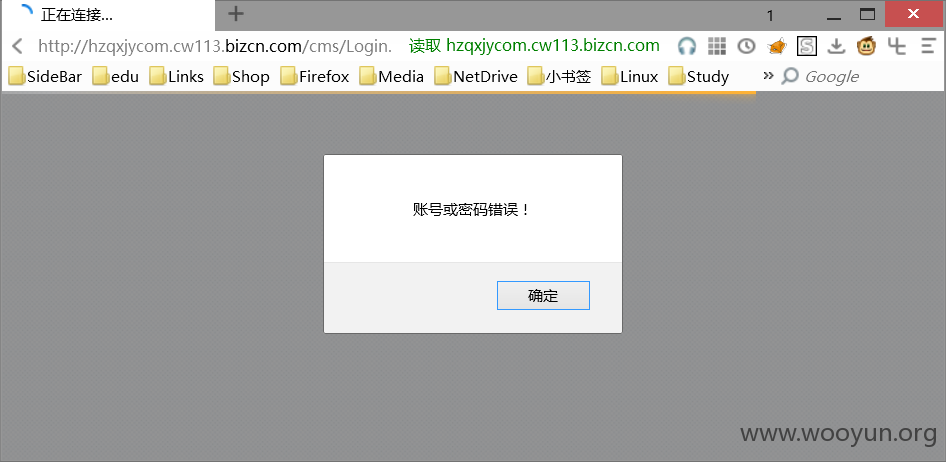 正在连接...
1
http://hzqxjycom.cw113.bizcn.com/cms/Login. 读取 hzqxjycom.cw113.bizcn.com
SideBar edu Links Shop Firefox Media NetDrive 小书签 Linux Study » Google
账号或密码错误！
确定
www.wooyun.org